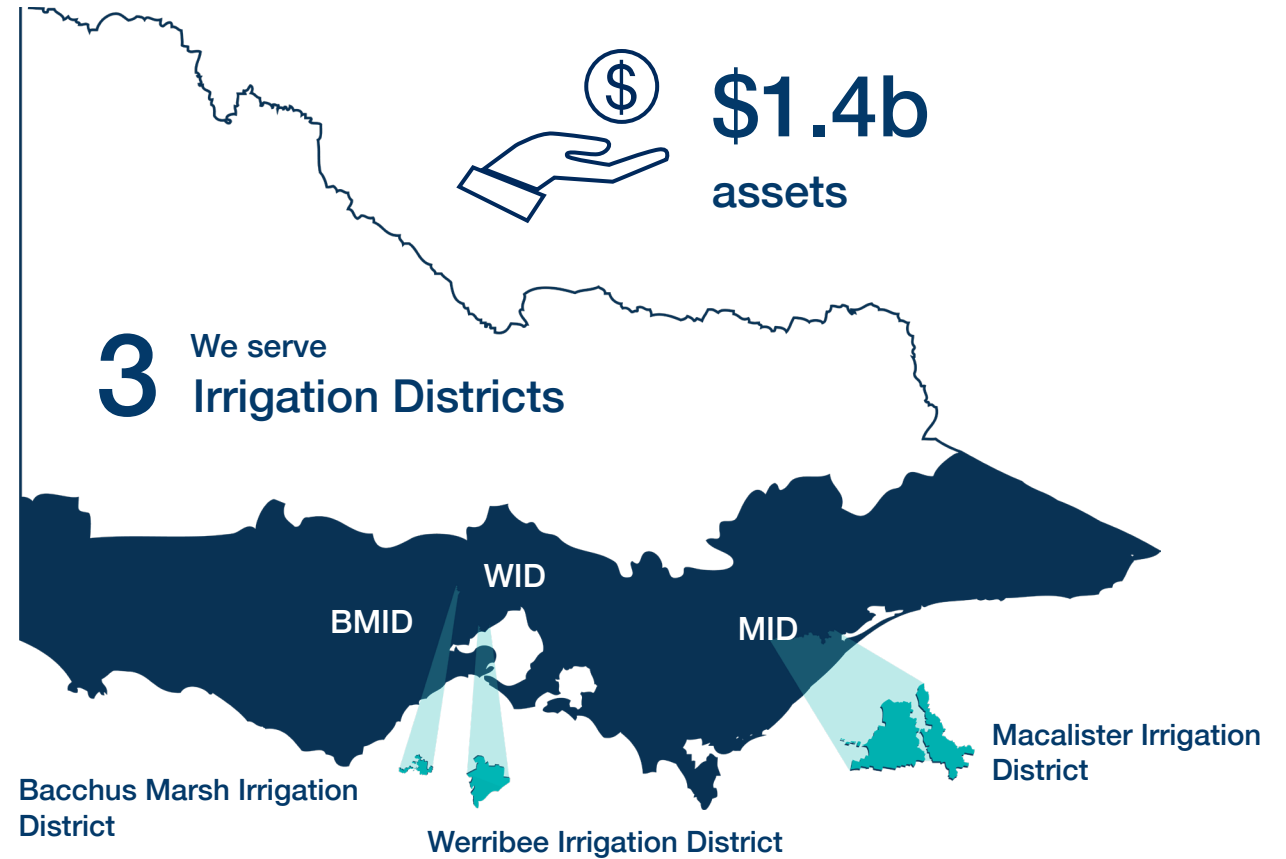 $
$1.4b
assets
3
We serve
Irrigation Districts
WID
BMID
MID
Macalister Irrigation
District
Bacchus Marsh Irrigation
District
Werribee Irrigation District